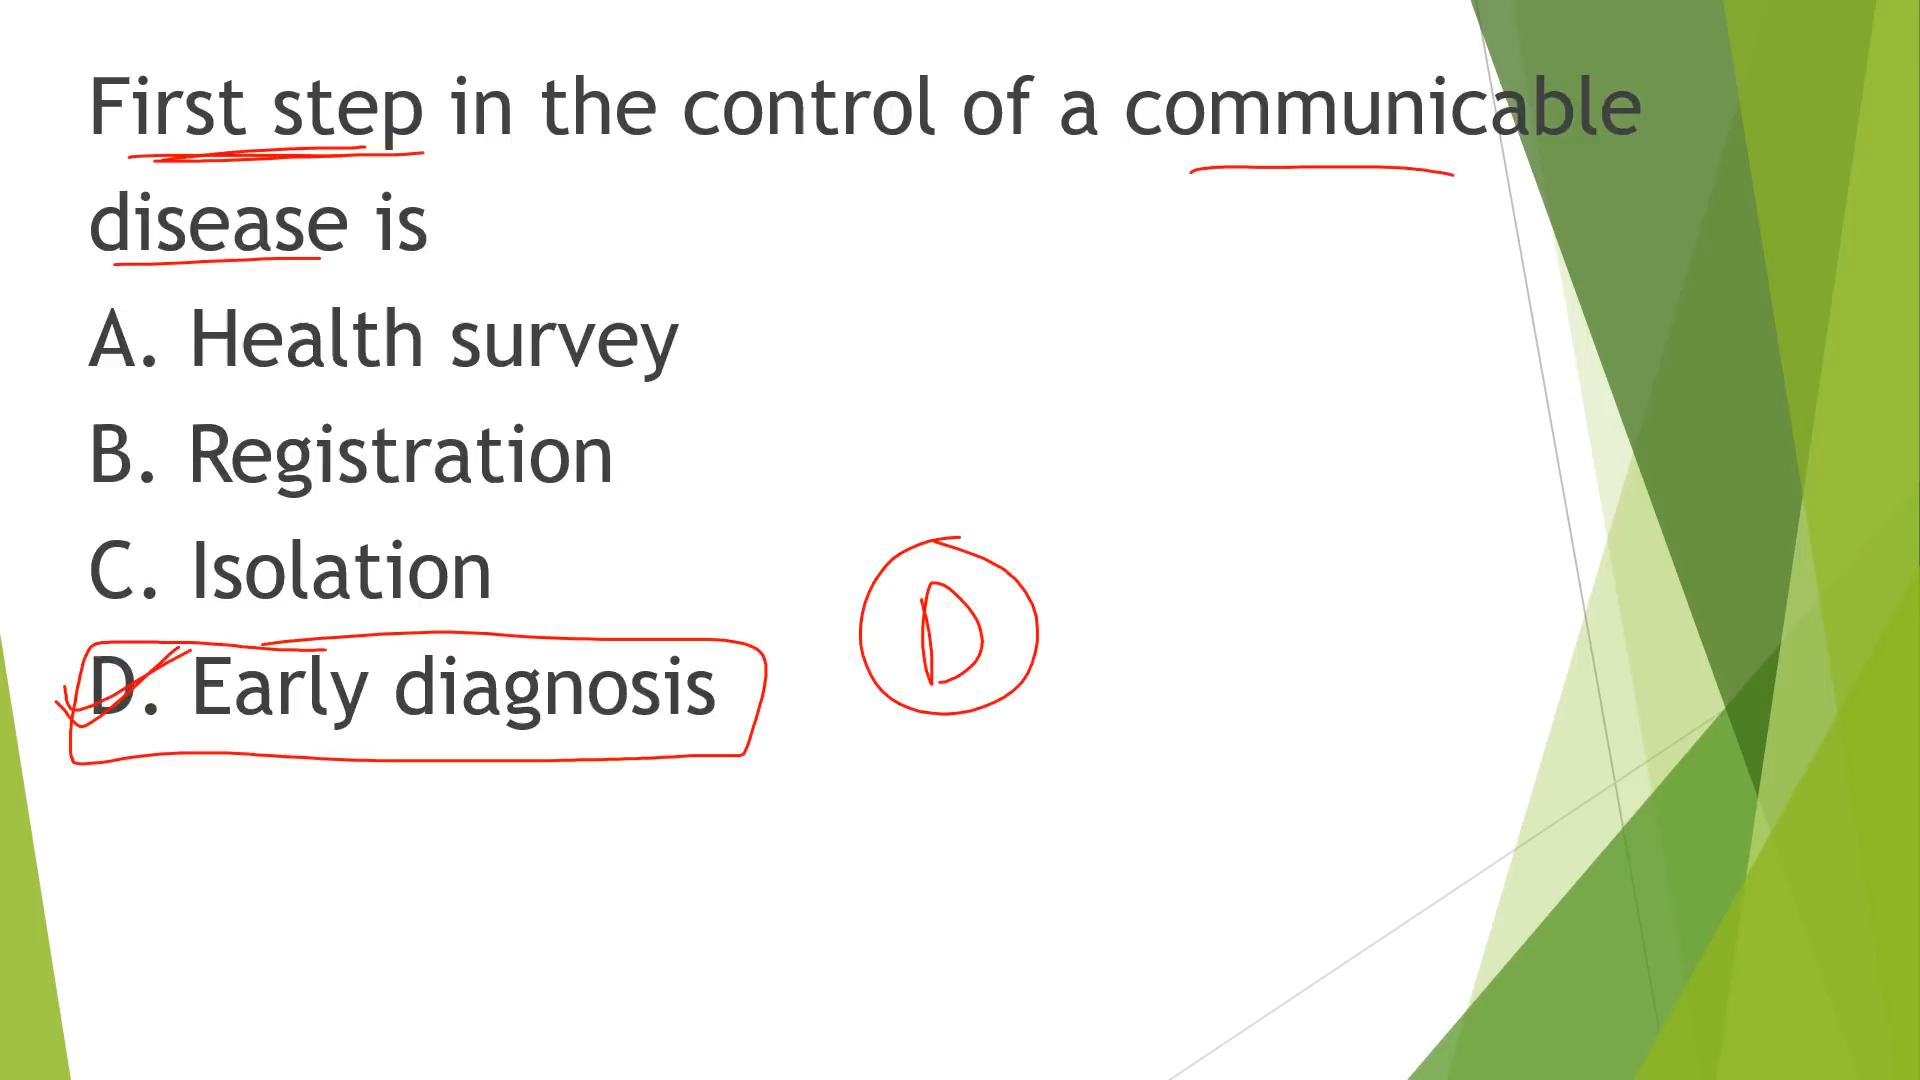 First step in the control of a communicable
disease is
A. Health survey
B. Registration
C. Isolation
D. Early diagnosis
D